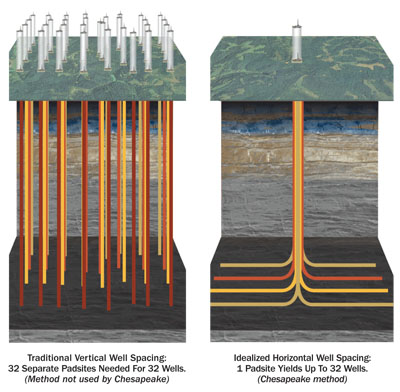 Traditional Vertical Well Spacing:
32 Separate Padsites Needed For 32 Wells.
(Method not used by Chesapeake)
Idealized Horizontal Well Spacing:
1 Padsite Yields Up To 32 Wells.
(Chesapeake method)